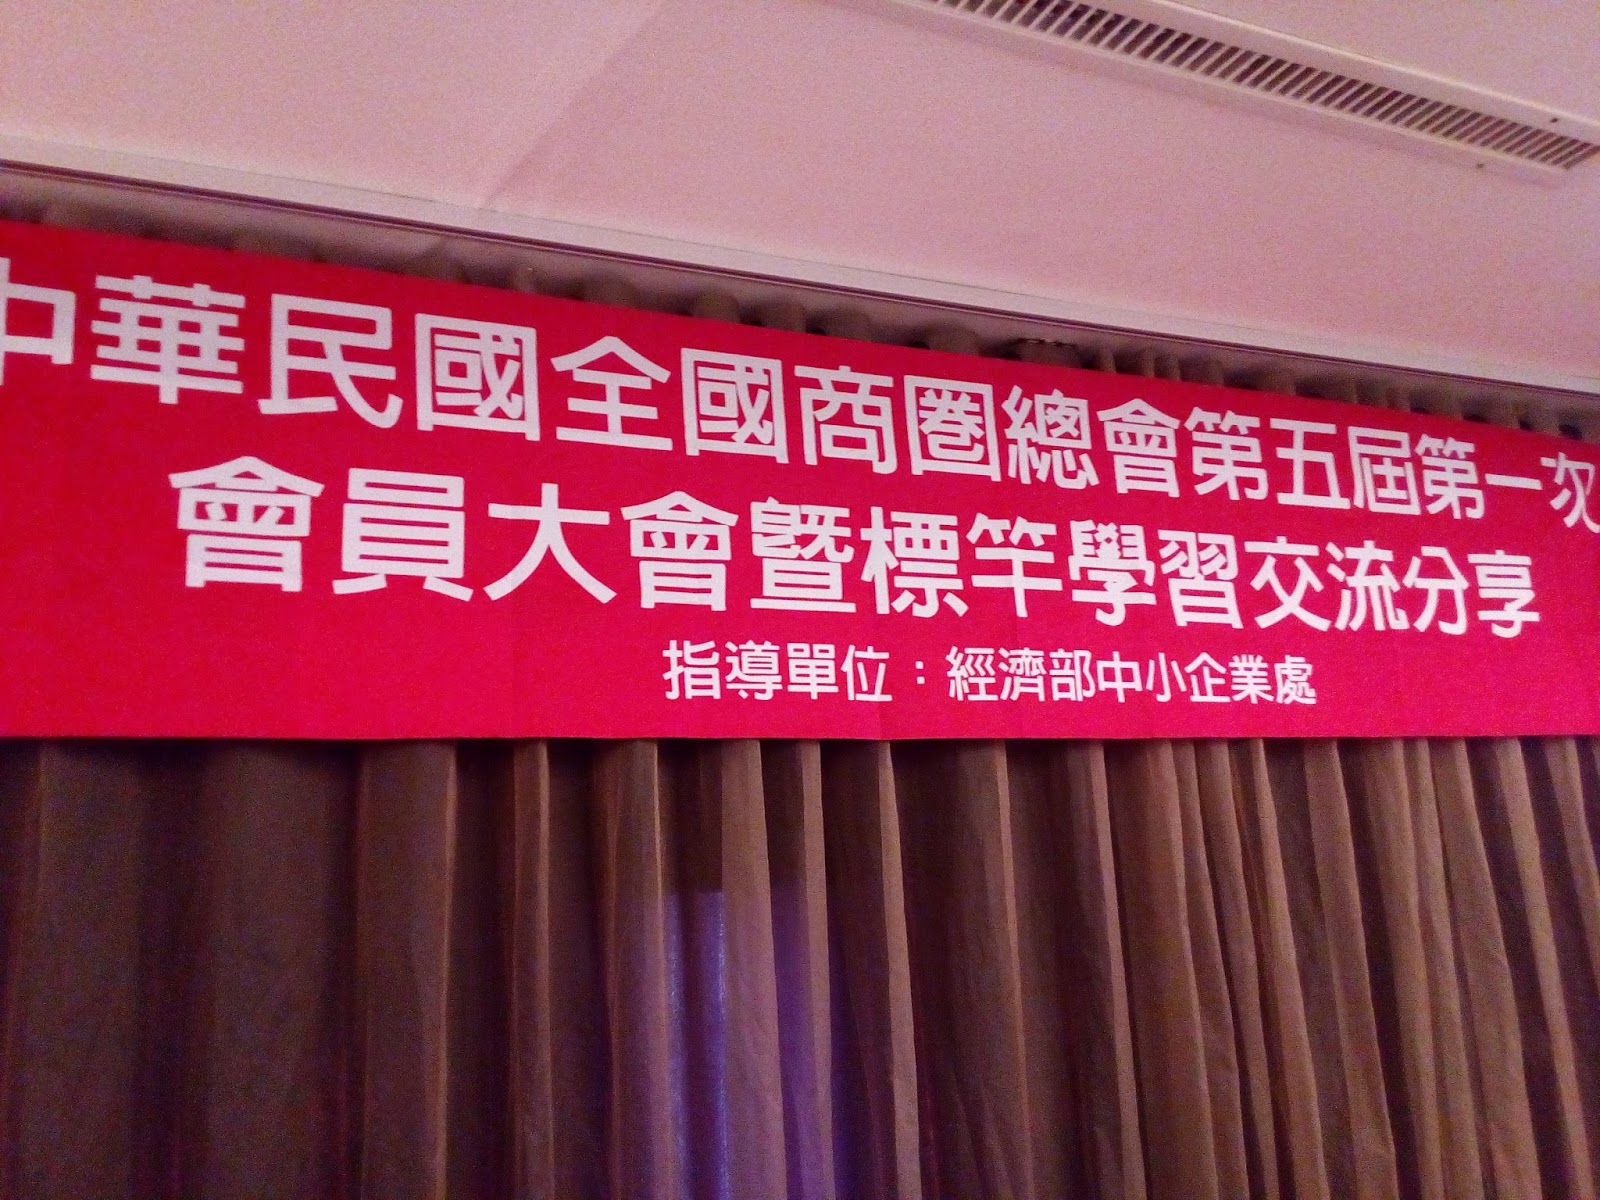 中華民國全國商圈總會第五屆第一次
會員大會暨標竿學習交流分享
指導單位：經濟部中小企業處